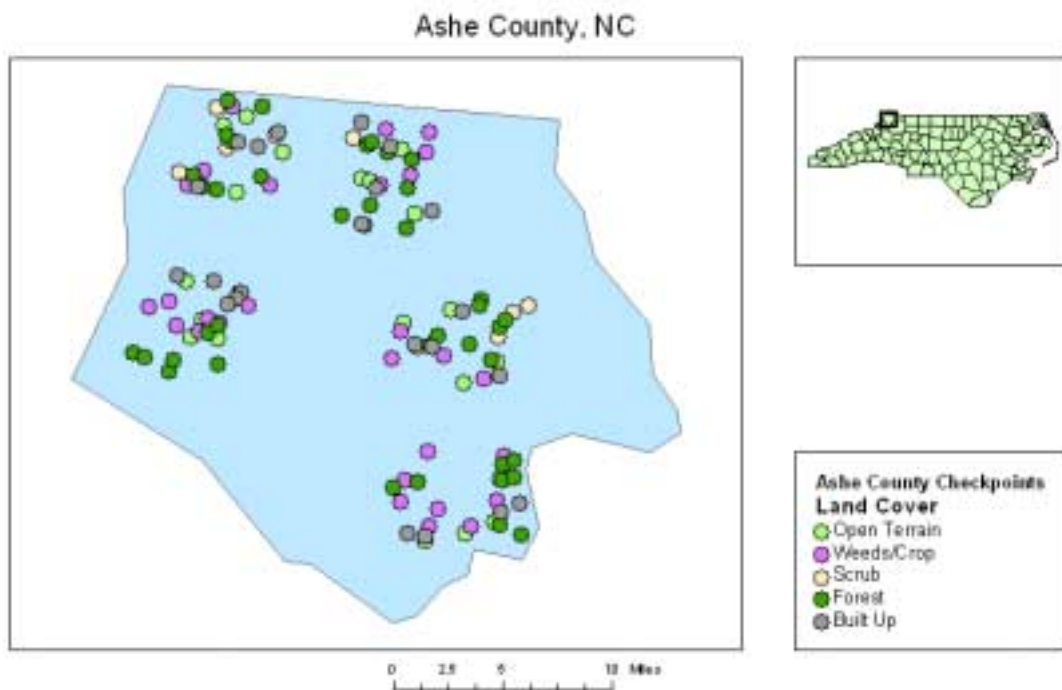 Ashe County, NC
Ashe County Checkpoints
Land Cover
Open Terrain
Weeds/Crop
Scrub
Forest
Built Up
0 2.5 5 10 Miles